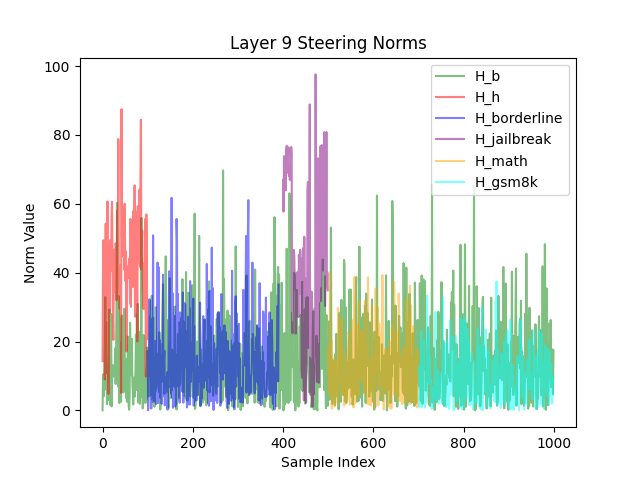 Layer 9 Steering Norms
100
80
60
40
20
0
Norm Value
0 200 400 600 800 1000
Sample Index
H_b
H_h
H_borderline
H_jailbreak
H_math
H_gsm8k